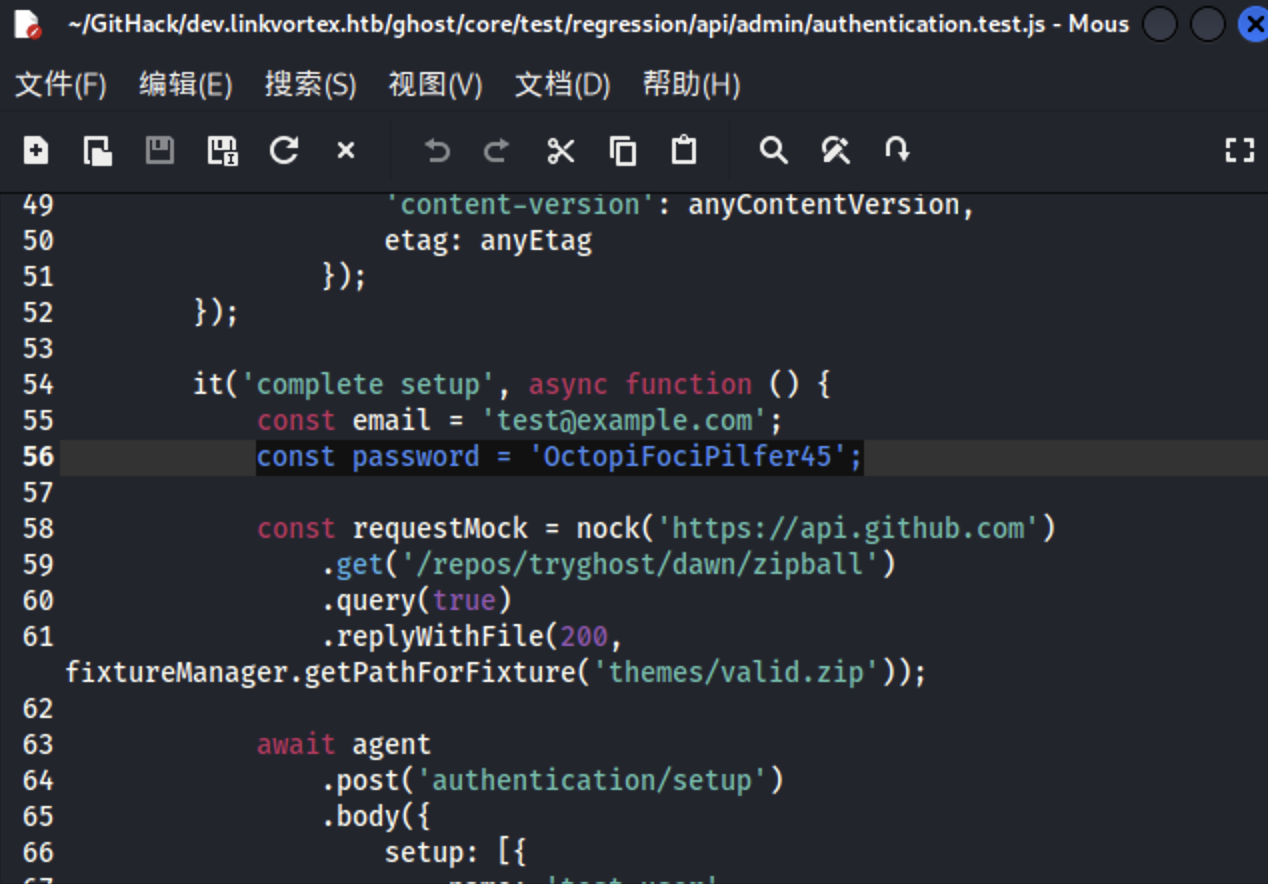 ~/GitHack/dev.linkvortex.htb/ghost/core/test/regression/api/admin/authentication.test.js - Mous
文件(F) 编辑(E) 搜索(S) 视图(V) 文档(D) 帮助(H)
49 'content-version': anyContentVersion,
50 etag: anyEtag
51 });
52 });
53
54 it('complete setup', async function () {
55 const email = 'test@example.com';
56 const password = 'OctopiFociPilfer45';
57
58 const requestMock = nock('https://api.github.com')
59 .get('/repos/tryghost/dawn/zipball')
60 .query(true)
61 .replyWithFile(200,
fixtureManager.getPathForFixture('themes/valid.zip'));
62
63 await agent
64 .post('authentication/setup')
65 .body({
66 setup: [{